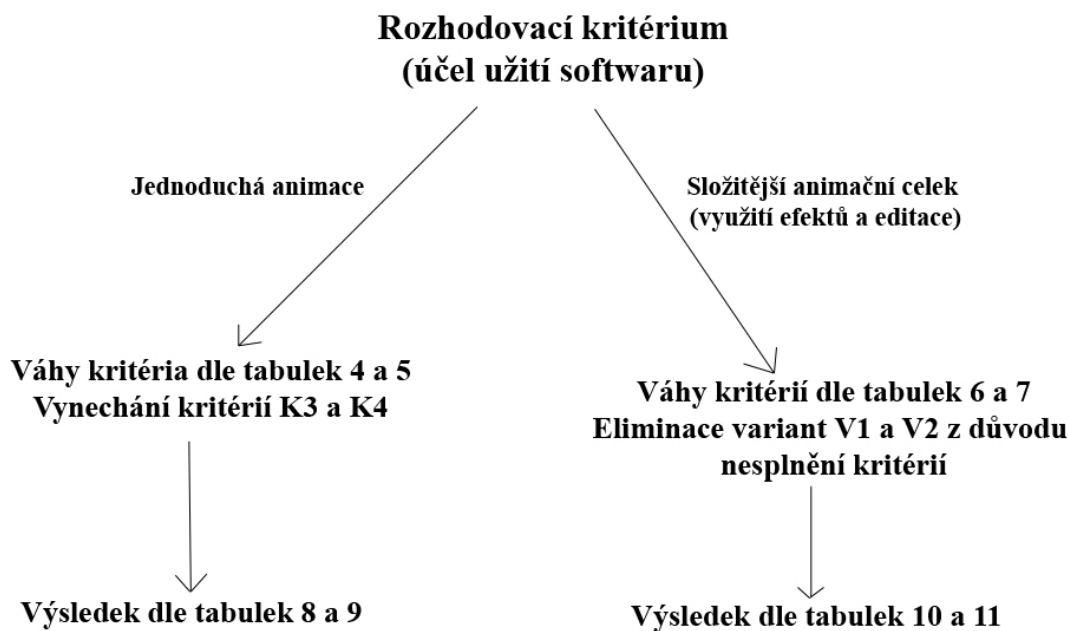 Rozhodovací kritérium
(účel užití softwaru)
Jednoduchá animace
Složitější animační celek
(využití efektů a editace)
Váhy kritéria dle tabulek 4 a 5
Vynechání kritérií K3 a K4
Váhy kritérií dle tabulek 6 a 7
Eliminace variant V1 a V2 z důvodu
nesplnění kritérií
Výsledek dle tabulek 8 a 9
Výsledek dle tabulek 10 a 11